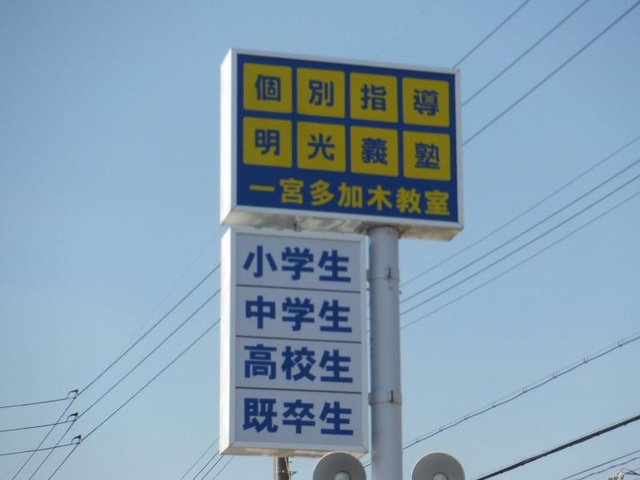 個別指導
明光義塾
一宮多加木教室
小学生
中学生
高校生
既卒生